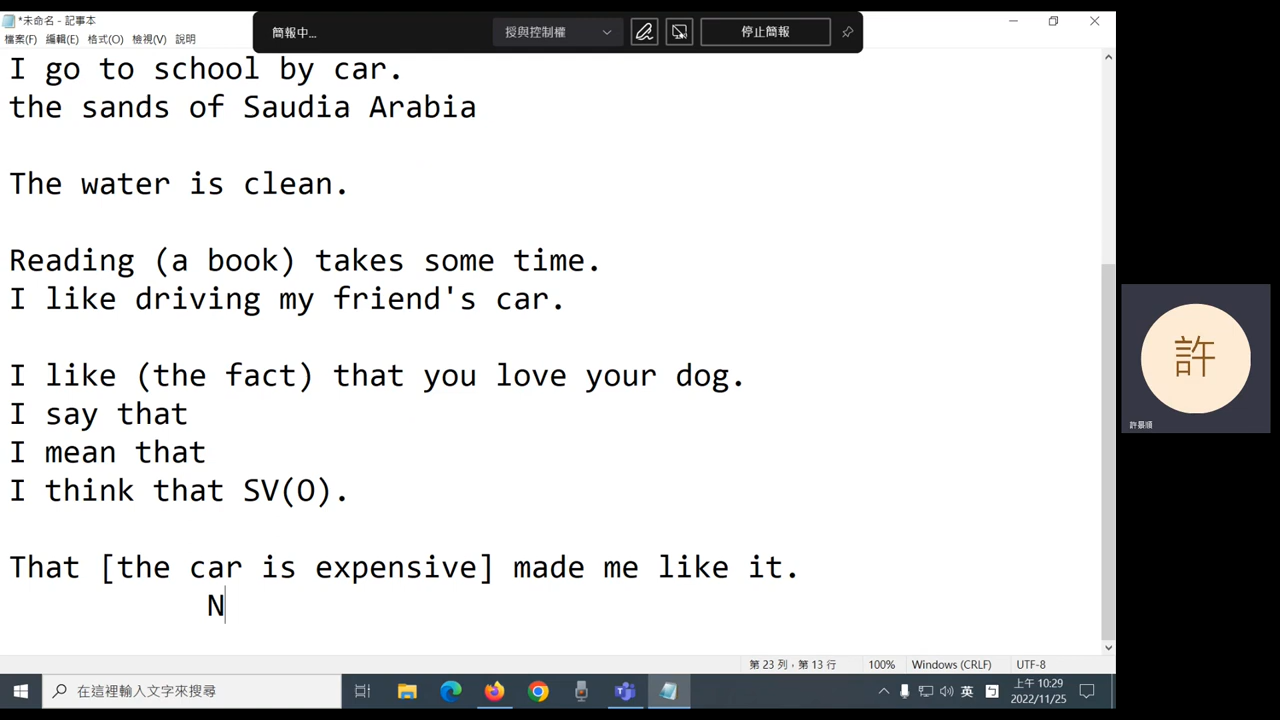 *未命名 - 記事本
簡報中...
授與控制權
停止簡報
檔案(F) 編輯(E) 格式(O) 檢視(V) 說明
I go to school by car.
the sands of Saudia Arabia
The water is clean.
Reading (a book) takes some time.
I like driving my friend's car.
I like (the fact) that you love your dog.
I say that
I mean that
I think that SV(O).
That [the car is expensive] made me like it.
N
許
許景順
第 23 列，第 13 行 100% Windows (CRLF) UTF-8
在這裡輸入文字來搜尋
英
ㄅ
上午 10:29
2022/11/25